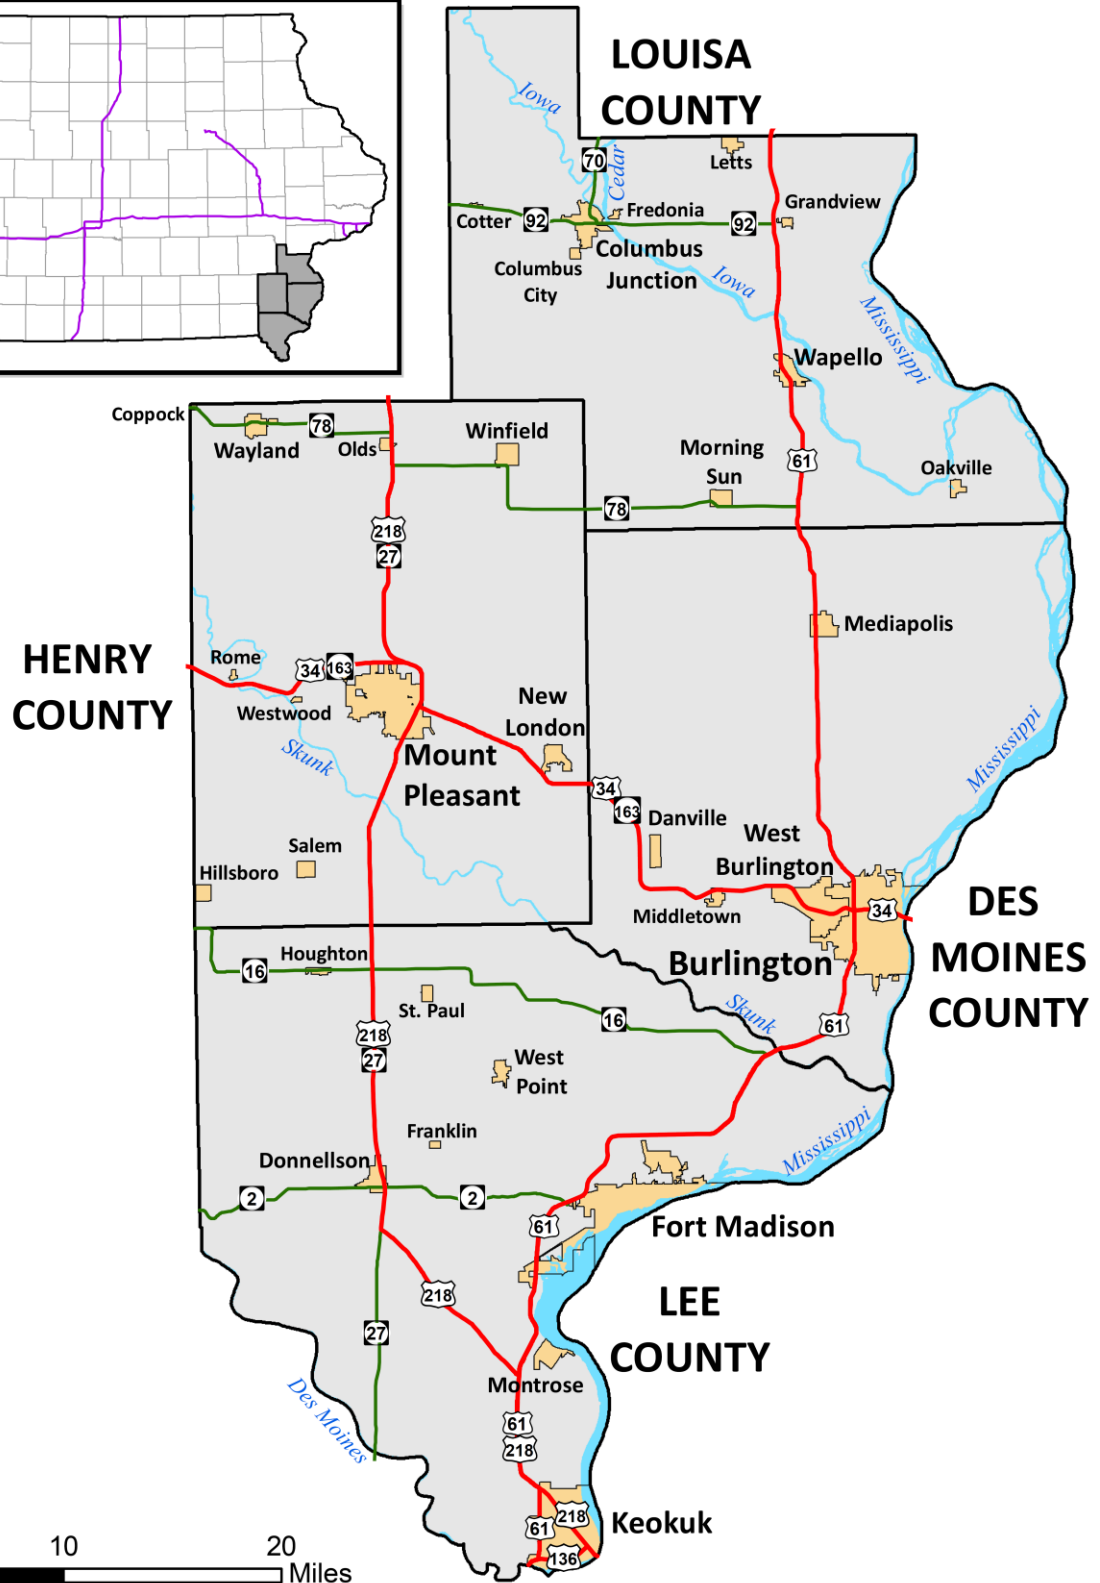 LOUISA
COUNTY
Iowa
70
Cedar
Letts
Cotter
92
Fredonia
92
Grandview
Columbus
Junction
Columbus
City
Iowa
Mississippi
Wapello
Coppock
Wayland
78
Olds
Winfield
Morning
Sun
61
Oakville
78
218
27
HENRY
COUNTY
Rome
34
163
Westwood
Mediapolis
New
London
Mount
Pleasant
Skunk
Mississippi
34
163
Danville
West
Burlington
Salem
Hillsboro
Middletown
34
DES
MOINES
COUNTY
Burlington
Houghton
16
St. Paul
16
Skunk
61
218
27
West
Point
Franklin
Donnellson
Mississippi
2
2
61
Fort Madison
218
LEE
COUNTY
27
Montrose
Des Moines
61
218
Keokuk
218
61
136
10
20
Miles